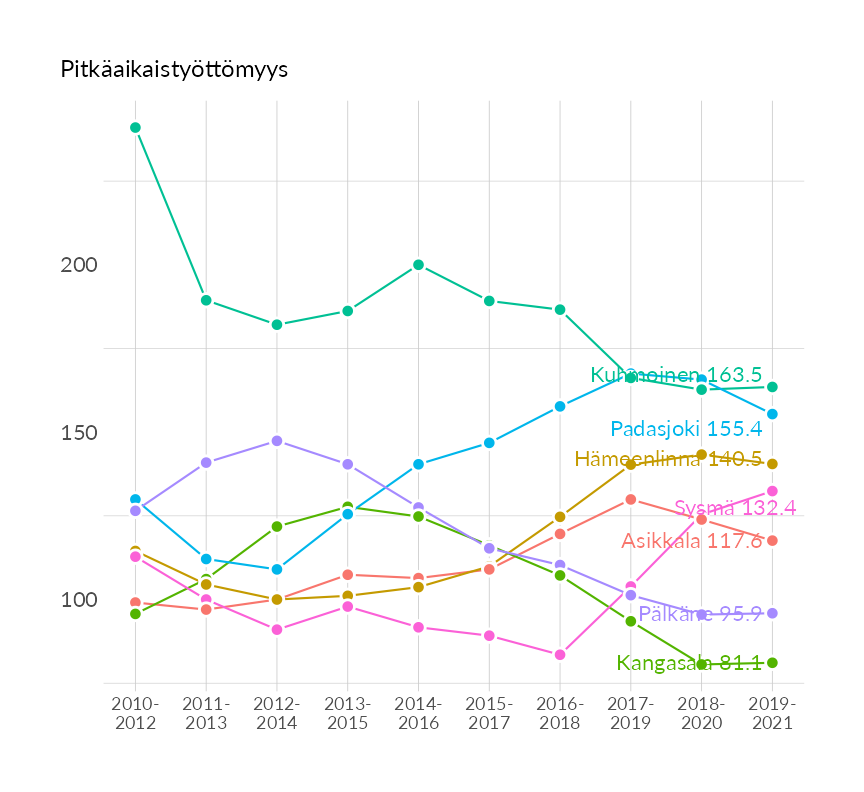 Pitkäaikaistyöttömyys
200
150
100
Kuhmoinen 163.5
Padasjoki 155.4
Hämeenlinna 140.5
Sysmä 132.4
Asikkala 117.6
Pälkäne 95.9
Kangasala 81.1
2010- 2011- 2012- 2013- 2014- 2015- 2016- 2017- 2018- 2019-
2012 2013 2014 2015 2016 2017 2018 2019 2020 2021